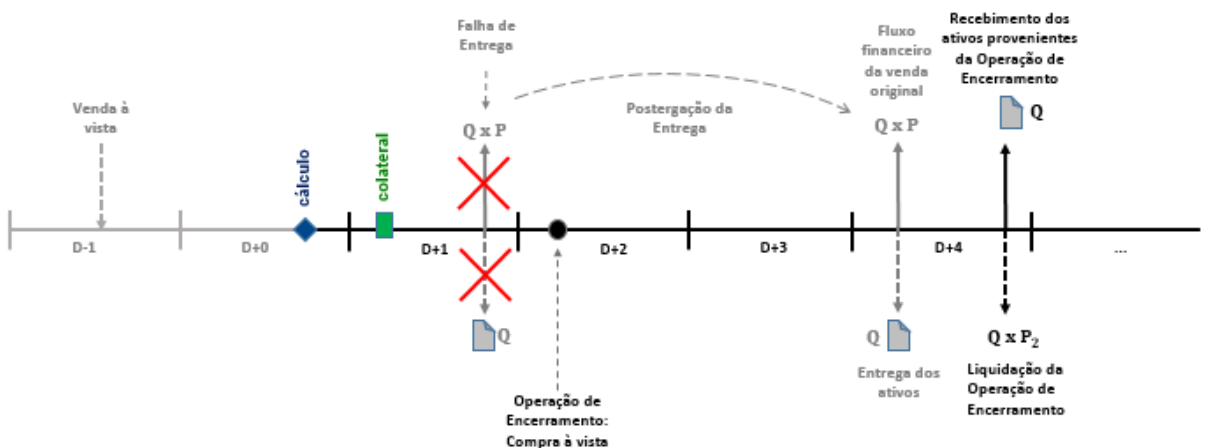 Falha de
Entrega
Fluxo
financeiro
da venda
original
Recebimento dos
ativos provenientes
da Operação de
Encerramento
Venda à
vista
Postergação da
Entrega
Q x P
Q x P
Q
cálculo
colateral
D-1
D+0
D+1
D+2
D+3
D+4
...
Q
Q
Q x P₂
Entrega dos
ativos
Liquidação da
Operação de
Encerramento
Operação de
Encerramento:
Compra à vista